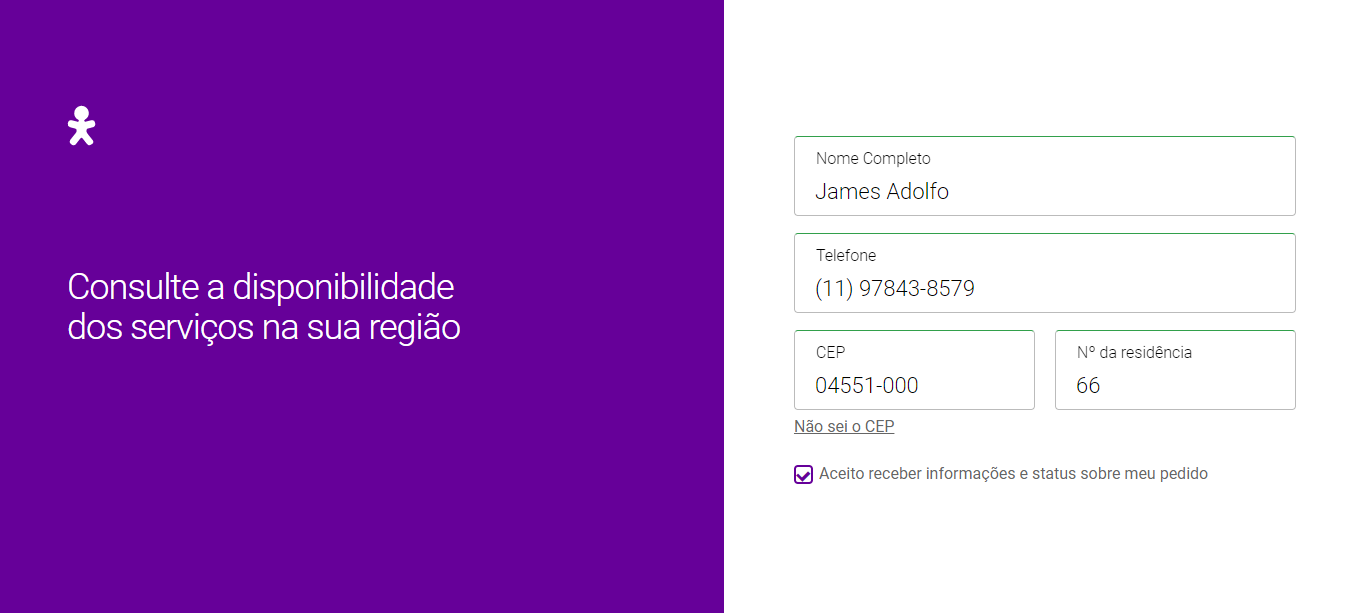 Consulte a disponibilidade
dos serviços na sua região
Nome Completo
James Adolfo
Telefone
(11) 97843-8579
CEP
04551-000
Nº da residência
66
Não sei o CEP
Aceito receber informações e status sobre meu pedido